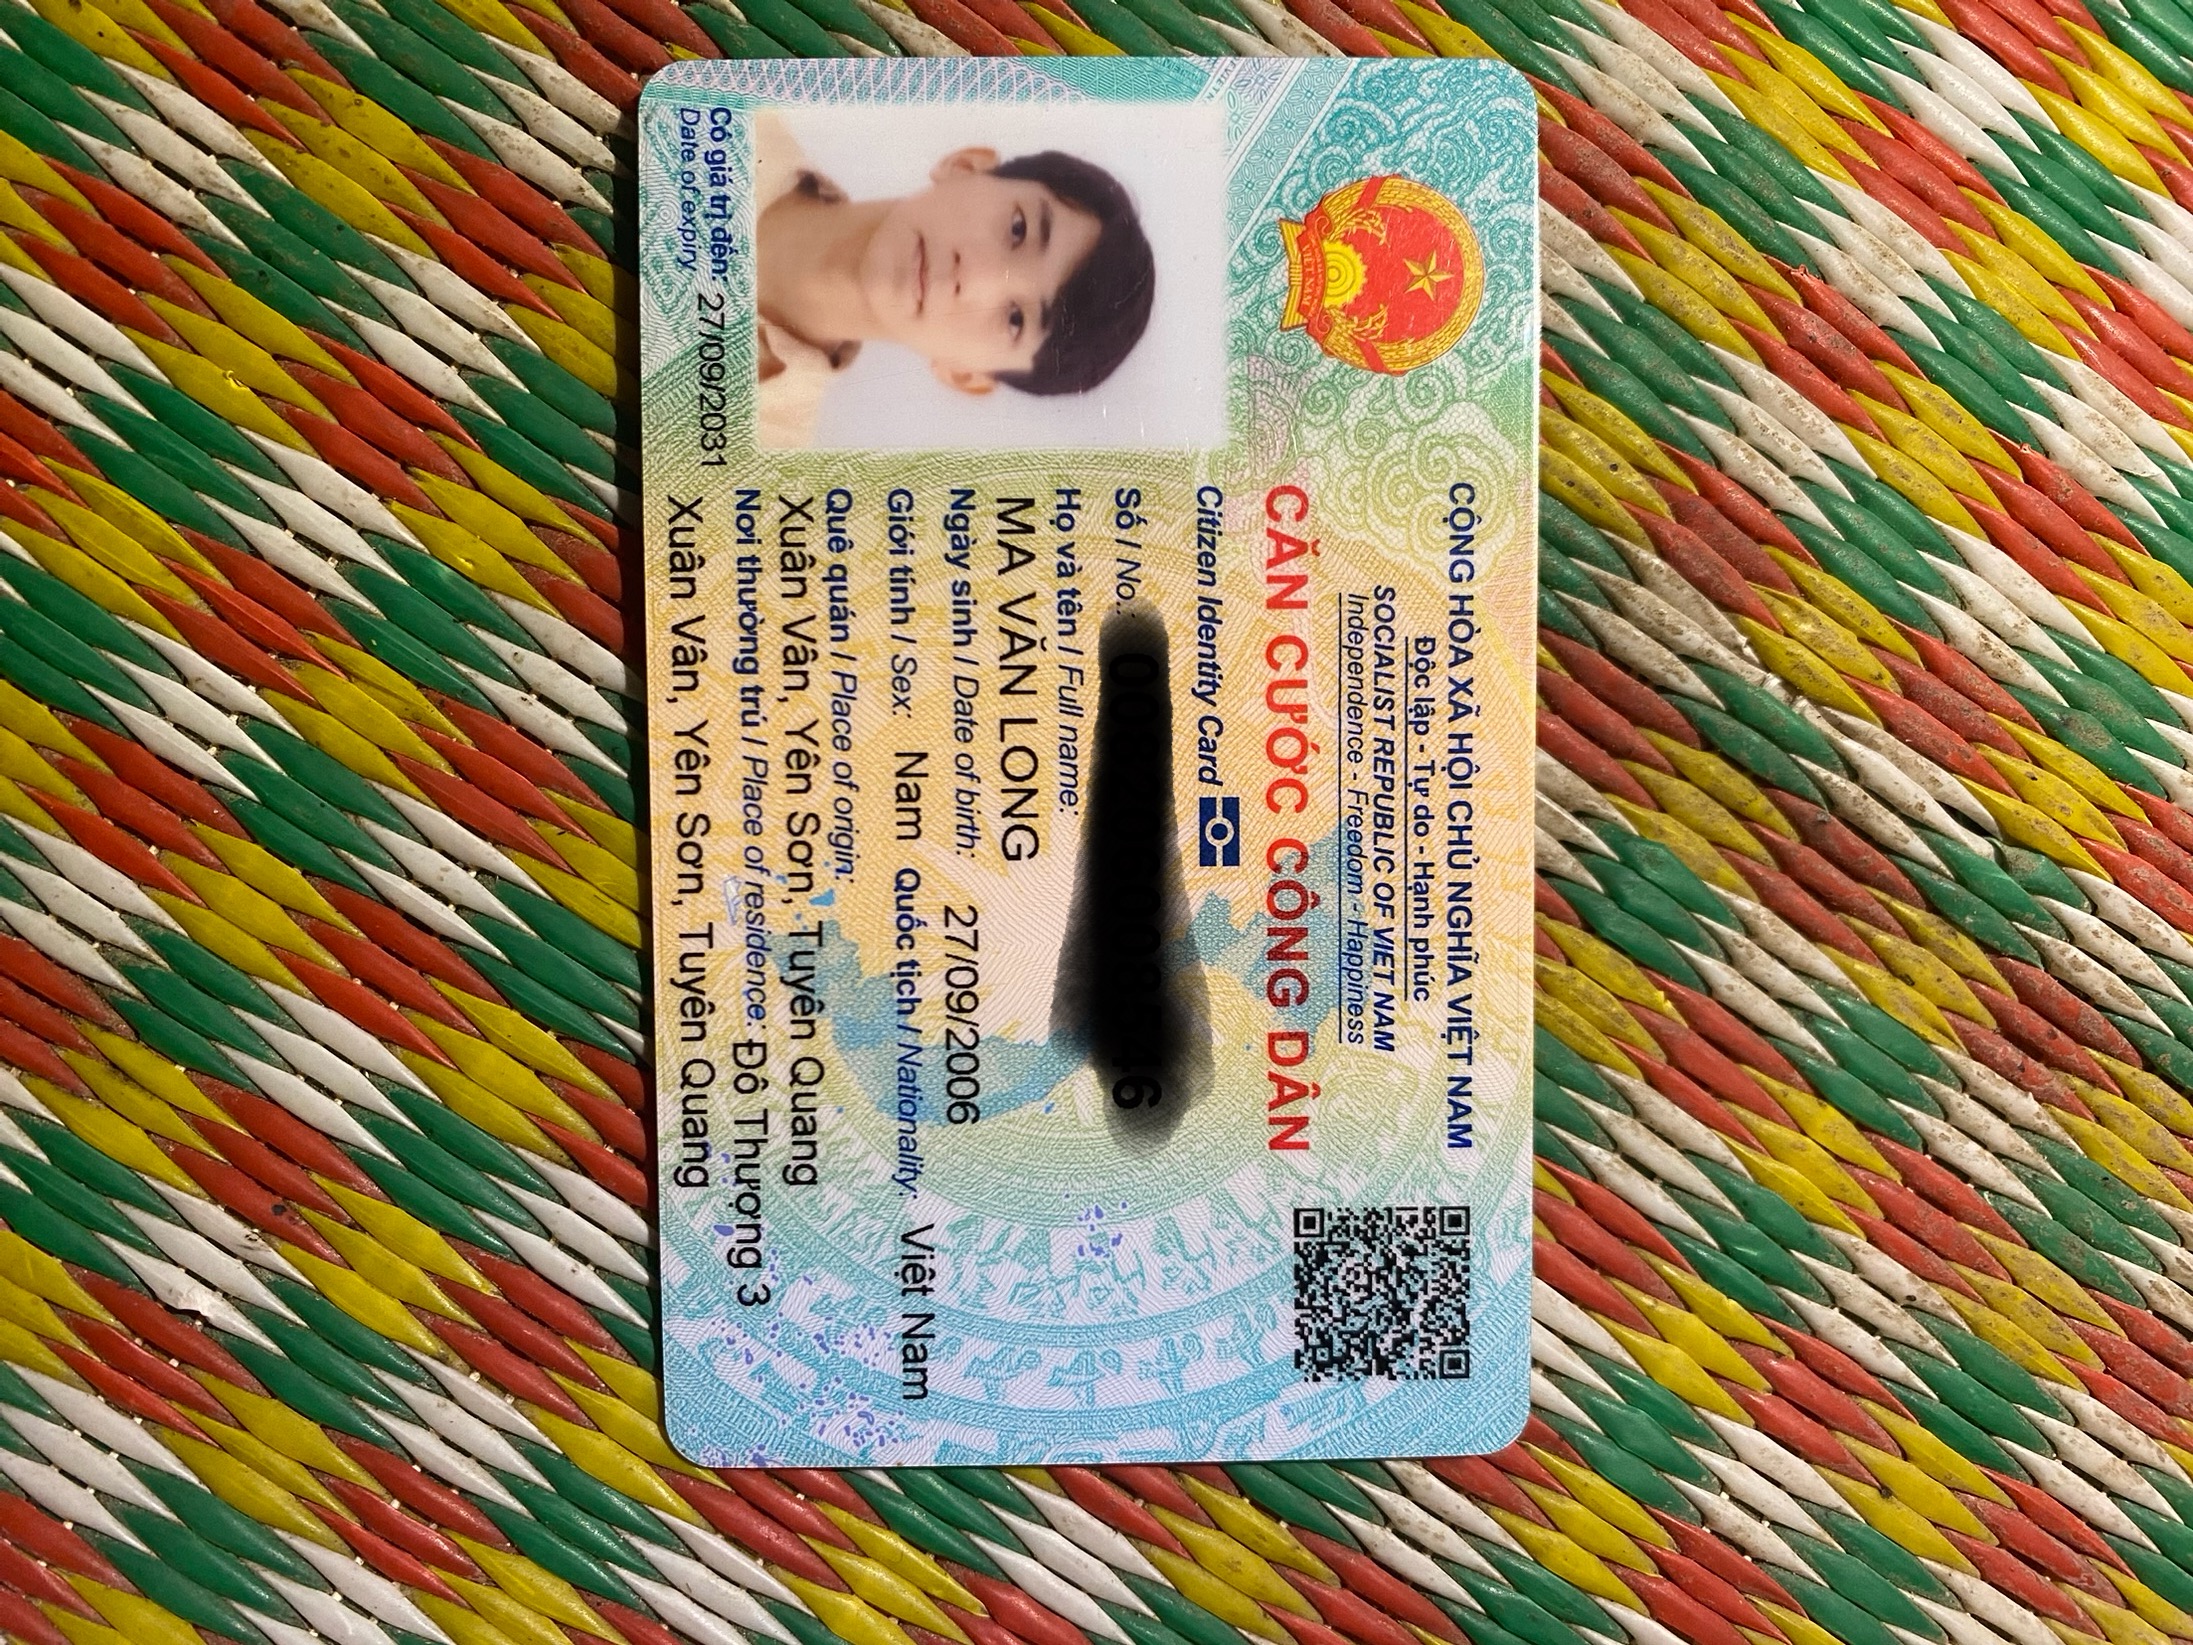 CỘNG HÒA XÃ HỘI CHỦ NGHĨA VIỆT NAM
Độc lập - Tự do - Hạnh phúc
SOCIALIST REPUBLIC OF VIET NAM
Independence - Freedom - Happiness
CĂN CƯỚC CÔNG DÂN
Citizen Identity Card
Số / No.:
Họ và tên / Full name:
MA VĂN LONG
Ngày sinh / Date of birth: 27/09/2006
Giới tính / Sex: Nam Quốc tịch / Nationality: Việt Nam
Quê quán / Place of origin:
Xuân Vân, Yên Sơn, Tuyên Quang
Nơi thường trú / Place of residence: Đô Thượng 3
Xuân Vân, Yên Sơn, Tuyên Quang
Có giá trị đến: 27/09/2031
Date of expiry